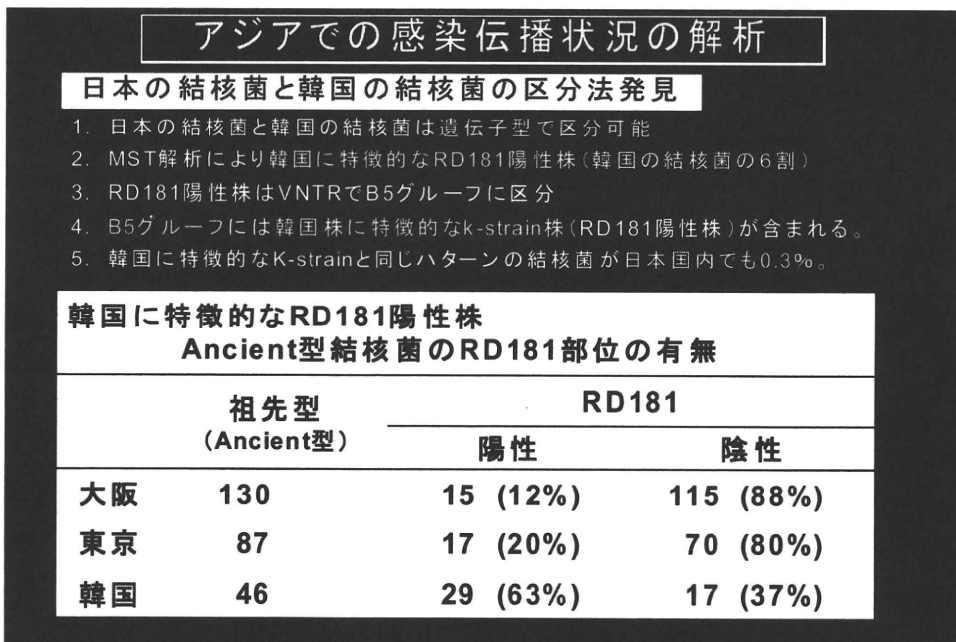 アジアでの感染伝播状況の解析
日本の結核菌と韓国の結核菌の区分法発見
1. 日本の結核菌と韓国の結核菌は遺伝子型で区分可能
2. MST解析により韓国に特徴的なRD181陽性株(韓国の結核菌の6割)
3. RD181陽性株はVNTRでB5グループに区分
4. B5グループには韓国株に特徴的なk-strain株(RD181陽性株)が含まれる。
5. 韓国に特徴的なK-strainと同じハターンの結核菌が日本国内でも0.3%。
韓国に特徴的なRD181陽性株
Ancient型結核菌のRD181部位の有無
祖先型 RD181
(Ancient型) 陽性 陰性
大阪 130 15 (12%) 115 (88%)
東京 87 17 (20%) 70 (80%)
韓国 46 29 (63%) 17 (37%)